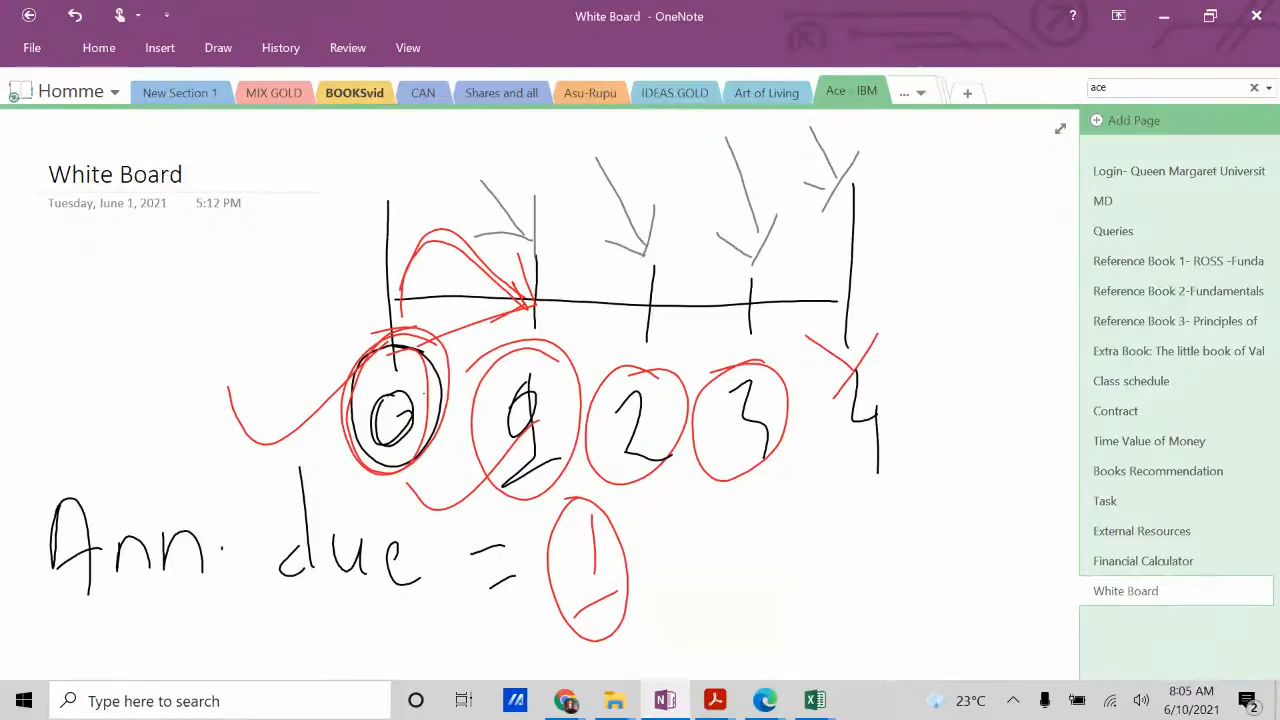 White Board - OneNote
?
File Home Insert Draw History Review View
Homme New Section 1 MIX GOLD BOOKSvid CAN Shares and all Asu-Rupu IDEAS GOLD Art of Living Ace - IBM ... + ace
Add Page
White Board
Tuesday, June 1, 2021 5:12 PM
Login- Queen Margaret Universit
MD
Queries
Reference Book 1- ROSS -Funda
Reference Book 2-Fundamentals
Reference Book 3- Principles of
Extra Book: The little book of Val
Class schedule
Contract
Time Value of Money
Books Recommendation
Task
External Resources
Financial Calculator
White Board
0 1 2 3 4
Ann. due = 1
Type here to search
23°C
8:05 AM
6/10/2021
2